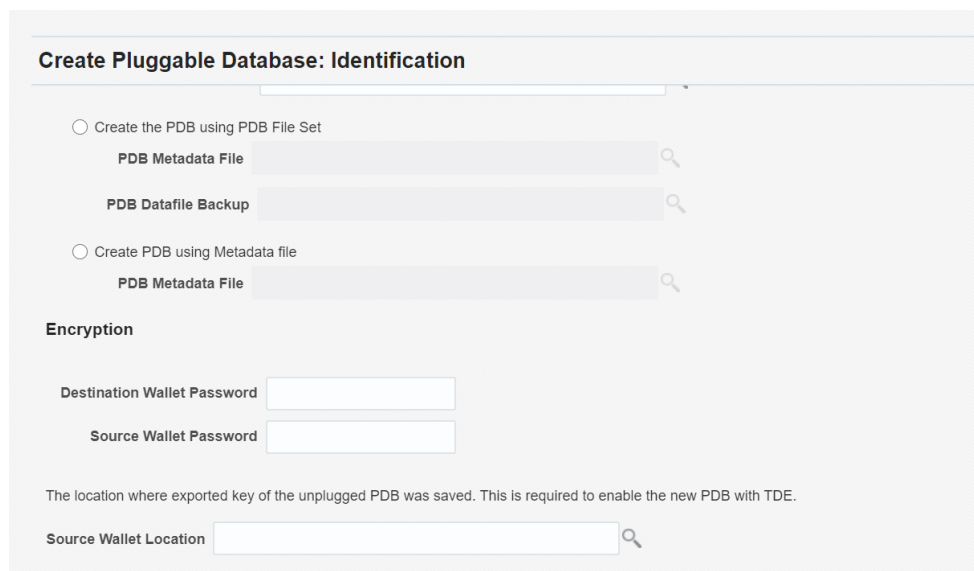 Create Pluggable Database: Identification
Create the PDB using PDB File Set
PDB Metadata File
PDB Datafile Backup
Create PDB using Metadata file
PDB Metadata File
Encryption
Destination Wallet Password
Source Wallet Password
The location where exported key of the unplugged PDB was saved. This is required to enable the new PDB with TDE.
Source Wallet Location